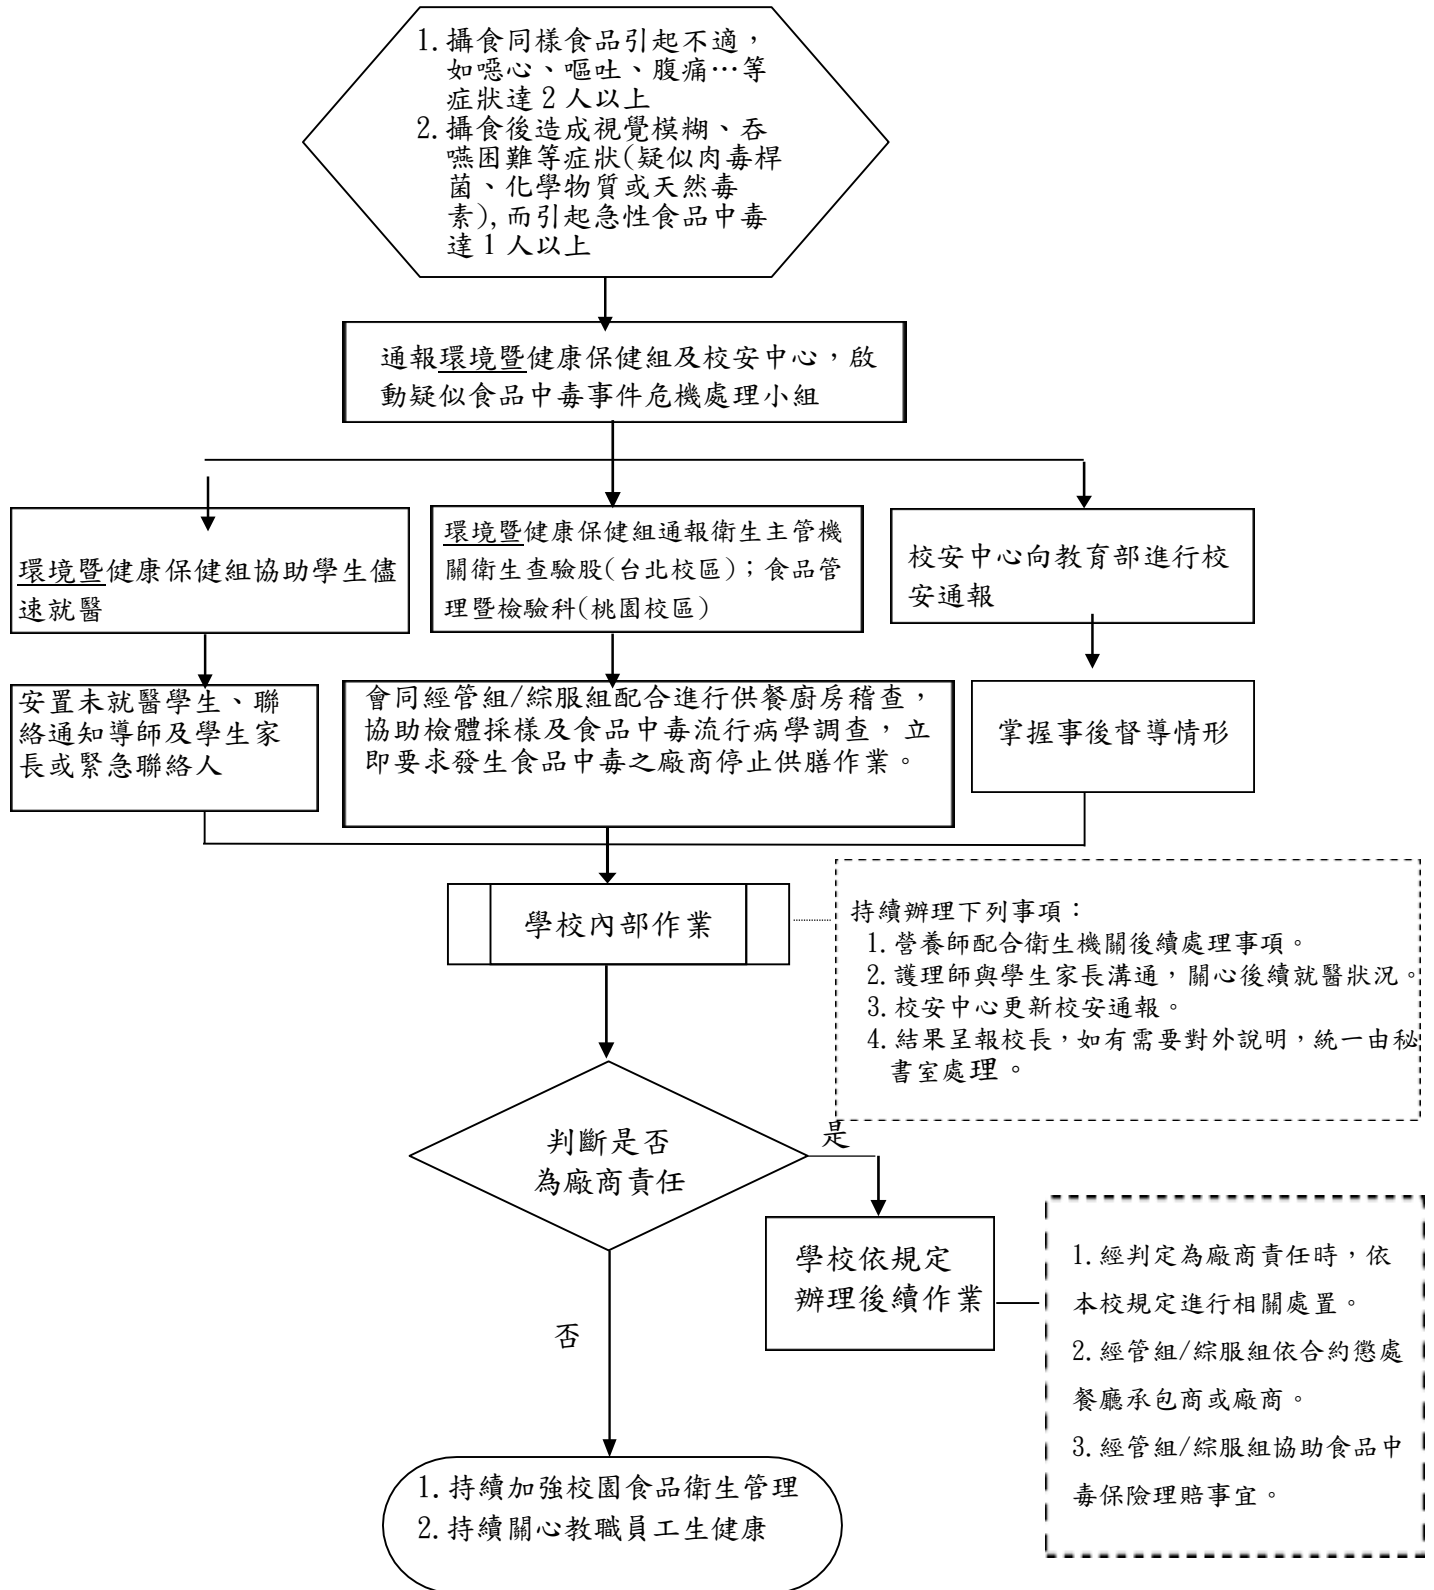 1.攝食同樣食品引起不適，
如噁心、嘔吐、腹痛…等
症狀達2人以上
2.攝食後造成視覺模糊、吞
嚥困難等症狀(疑似肉毒桿
菌、化學物質或天然毒
素),而引起急性食品中毒
達1人以上
通報環境暨健康保健組及校安中心，啟
動疑似食品中毒事件危機處理小組
環境暨健康保健組協助學生儘
速就醫
環境暨健康保健組通報衛生主管機
關衛生查驗股(台北校區)；食品管
理暨檢驗科(桃園校區)
校安中心向教育部進行校
安通報
安置未就醫學生、聯
絡通知導師及學生家
長或緊急聯絡人
會同經管組/綜服組配合進行供餐廚房稽查，
協助檢體採樣及食品中毒流行病學調查，立
即要求發生食品中毒之廠商停止供膳作業。
掌握事後督導情形
學校內部作業
持續辦理下列事項：
1.營養師配合衛生機關後續處理事項。
2.護理師與學生家長溝通，關心後續就醫狀況。
3.校安中心更新校安通報。
4.結果呈報校長，如有需要對外說明，統一由秘
書室處理。
判斷是否
為廠商責任
是
學校依規定
辦理後續作業
1.經判定為廠商責任時，依
本校規定進行相關處置。
2.經管組/綜服組依合約懲處
餐廳承包商或廠商。
3.經管組/綜服組協助食品中
毒保險理賠事宜。
否
1.持續加強校園食品衛生管理
2.持續關心教職員工生健康